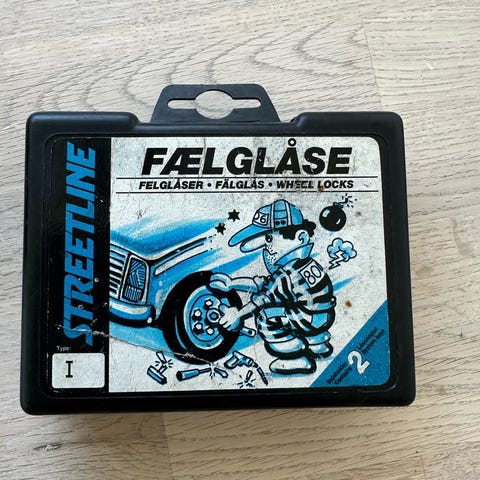 STREETLINE
FÆLGLÅSE
FELGLÅSER • FÄLGLÅS • WHEEL LOCKS
80
Type:
I
2